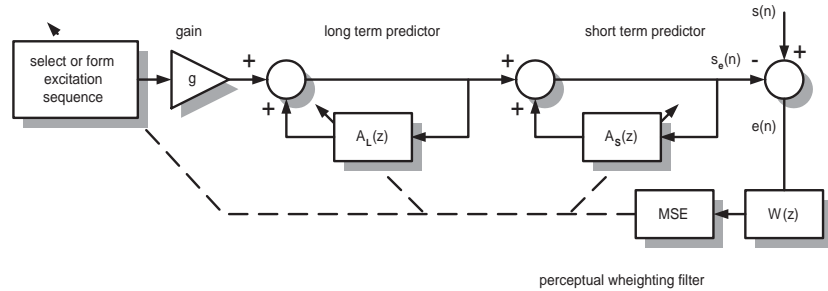 gain
long term predictor
short term predictor
s(n)
select or form
excitation
sequence
g
+
+
+
+
s_e(n)
-
+
A_L(z)
A_S(z)
e(n)
MSE
W(z)
perceptual wheighting filter